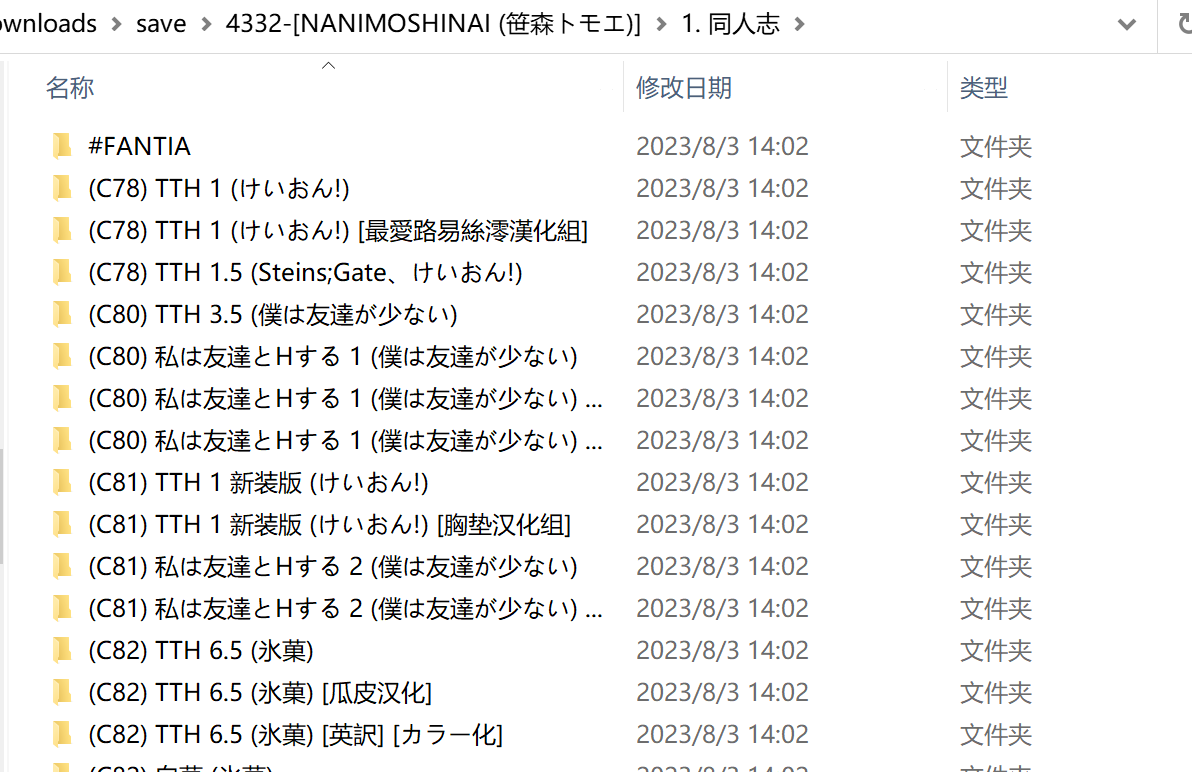 ownloads > save > 4332-[NANIMOSHINAI (笹森トモエ)] > 1. 同人志 >
名称 修改日期 类型
#FANTIA 2023/8/3 14:02 文件夹
(C78) TTH 1 (けいおん!) 2023/8/3 14:02 文件夹
(C78) TTH 1 (けいおん!) [最愛路易絲澪漢化組] 2023/8/3 14:02 文件夹
(C78) TTH 1.5 (Steins;Gate、けいおん!) 2023/8/3 14:02 文件夹
(C80) TTH 3.5 (僕は友達が少ない) 2023/8/3 14:02 文件夹
(C80) 私は友達とHする 1 (僕は友達が少ない) 2023/8/3 14:02 文件夹
(C80) 私は友達とHする 1 (僕は友達が少ない) ... 2023/8/3 14:02 文件夹
(C80) 私は友達とHする 1 (僕は友達が少ない) ... 2023/8/3 14:02 文件夹
(C81) TTH 1 新装版 (けいおん!) 2023/8/3 14:02 文件夹
(C81) TTH 1 新装版 (けいおん!) [胸垫汉化组] 2023/8/3 14:02 文件夹
(C81) 私は友達とHする 2 (僕は友達が少ない) 2023/8/3 14:02 文件夹
(C81) 私は友達とHする 2 (僕は友達が少ない) ... 2023/8/3 14:02 文件夹
(C82) TTH 6.5 (氷菓) 2023/8/3 14:02 文件夹
(C82) TTH 6.5 (氷菓) [瓜皮汉化] 2023/8/3 14:02 文件夹
(C82) TTH 6.5 (氷菓) [英訳] [カラー化] 2023/8/3 14:02 文件夹